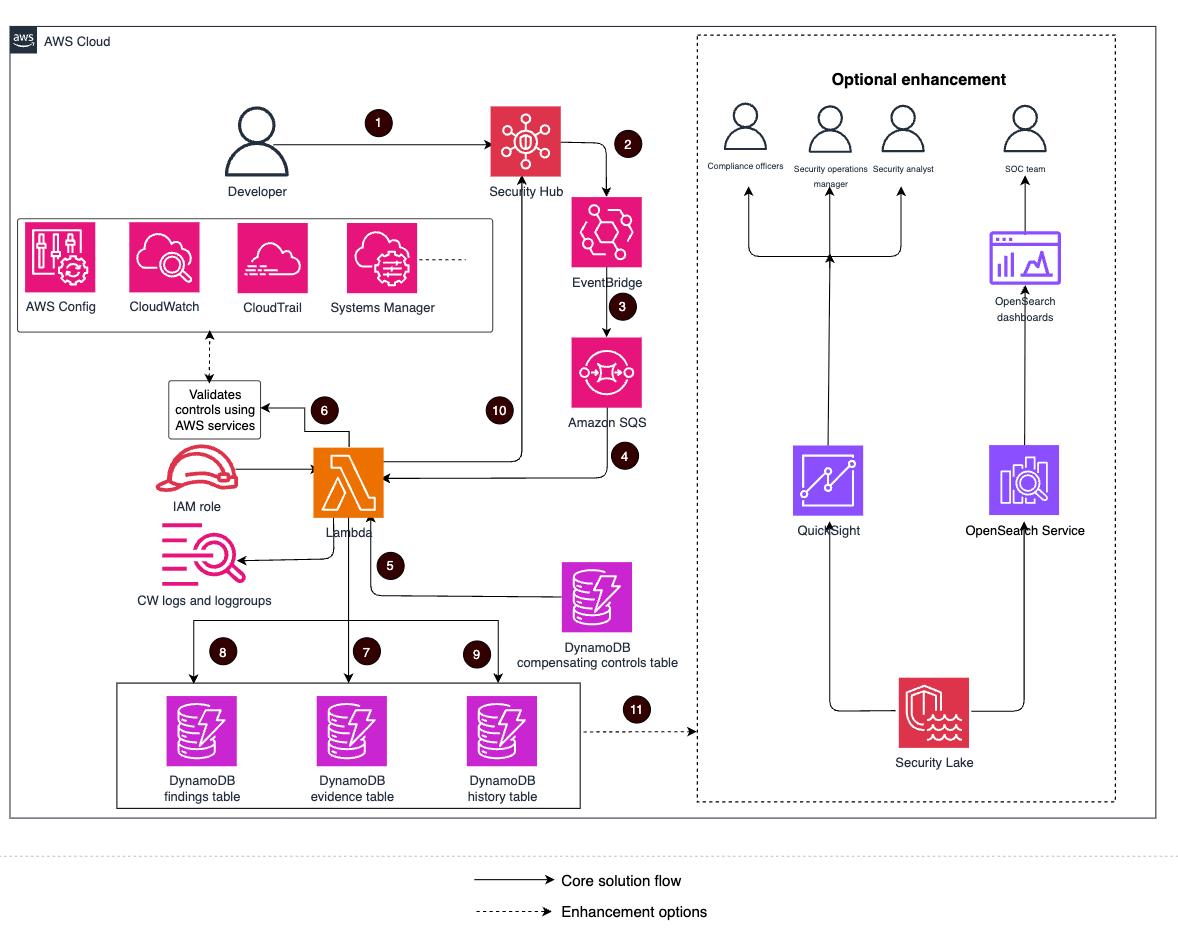 aws
AWS Cloud
Optional enhancement
Compliance officers
Security operations
manager
Security analyst
SOC team
1
2
Developer
Security Hub
AWS Config
CloudWatch
CloudTrail
Systems Manager
EventBridge
3
OpenSearch
dashboards
Validates
controls using
AWS services
6
10
Amazon SQS
4
IAM role
Lambda
QuickSight
OpenSearch Service
CW logs and loggroups
5
DynamoDB
compensating controls table
8
7
9
11
DynamoDB
findings table
DynamoDB
evidence table
DynamoDB
history table
Security Lake
Core solution flow
Enhancement options